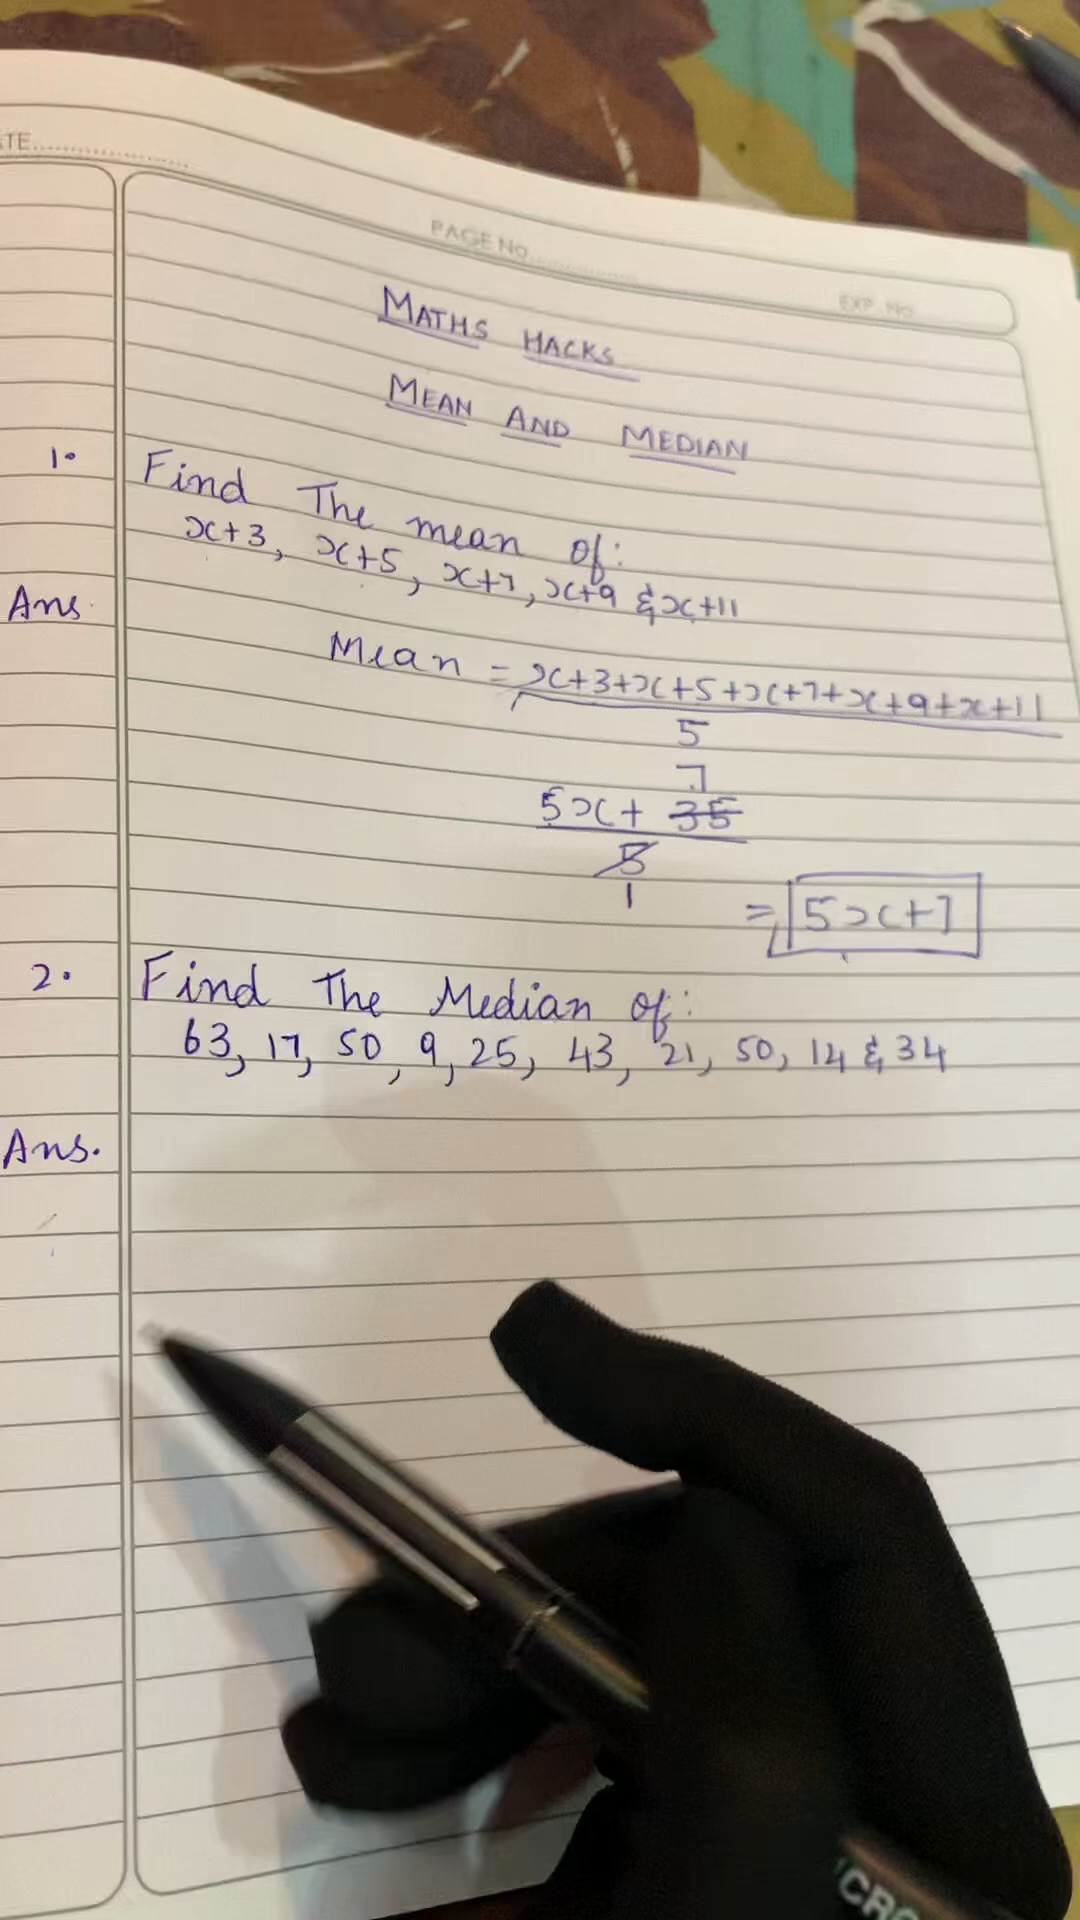 PAGE No.
EXP. No
MATHS HACKS
MEAN AND MEDIAN
1. Find The mean of:
x+3, x+5, x+7, x+9 & x+11
Ans.
Mean = x+3+x+5+x+7+x+9+x+11
5
7
5x+ 35
5
1
= 5x+7
2. Find The Median of:
63, 17, 50, 9, 25, 43, 21, 50, 14 & 34
Ans.